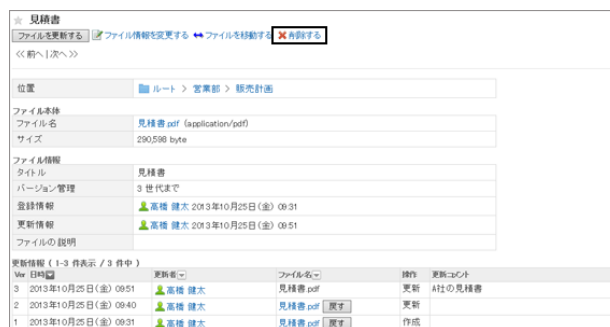 見積書
ファイルを更新する ファイル情報を変更する ファイルを移動する 削除する
<<前へ|次へ>>
位置 ルート > 営業部 > 販売計画
ファイル本体
ファイル名 見積書.pdf (application/pdf)
サイズ 290,598 byte
ファイル情報
タイトル 見積書
バージョン管理 3 世代まで
登録情報 高橋 健太 2013年10月25日(金) 09:31
更新情報 高橋 健太 2013年10月25日(金) 09:51
ファイルの説明
更新情報 ( 1-3 件表示 / 3 件中 )
Ver 日時 更新者 ファイル名 操作 更新コメント
3 2013年10月25日(金) 09:51 高橋 健太 見積書.pdf 更新 A社の見積書
2 2013年10月25日(金) 09:40 高橋 健太 見積書.pdf 戻す 更新
1 2013年10月25日(金) 09:31 高橋 健太 見積書.pdf 戻す 作成